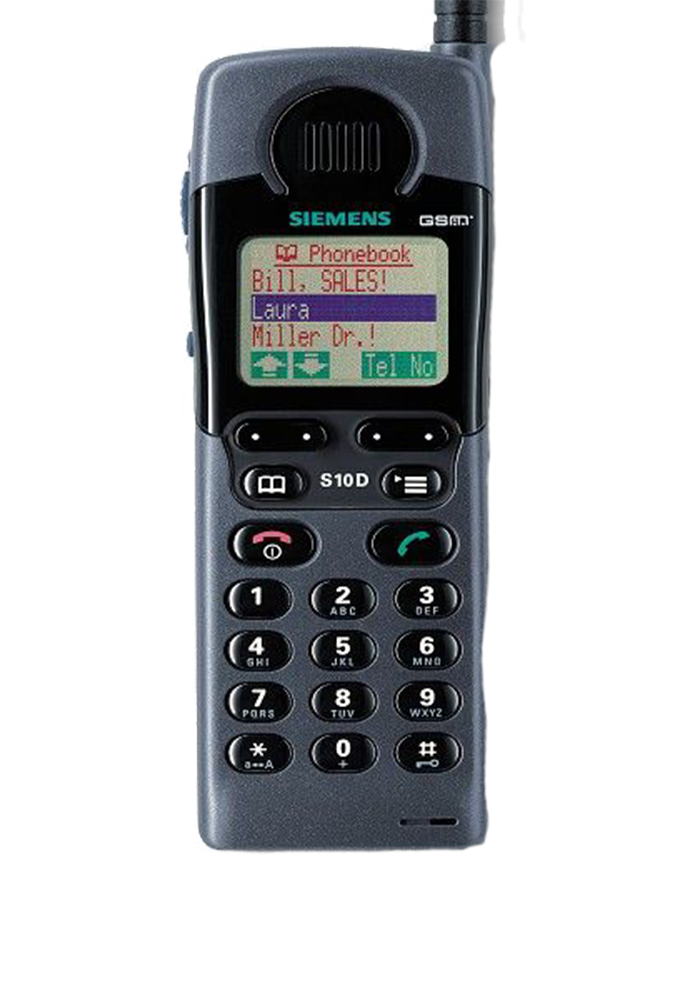 SIEMENS GSM
Phonebook
Bill, SALES!
Laura
Miller Dr.!
Tel No
S10D
1 2 3
ABC DEF
4 5 6
GHI JKL MNO
7 8 9
PQRS TUV WXYZ
* 0 #
a↔A +